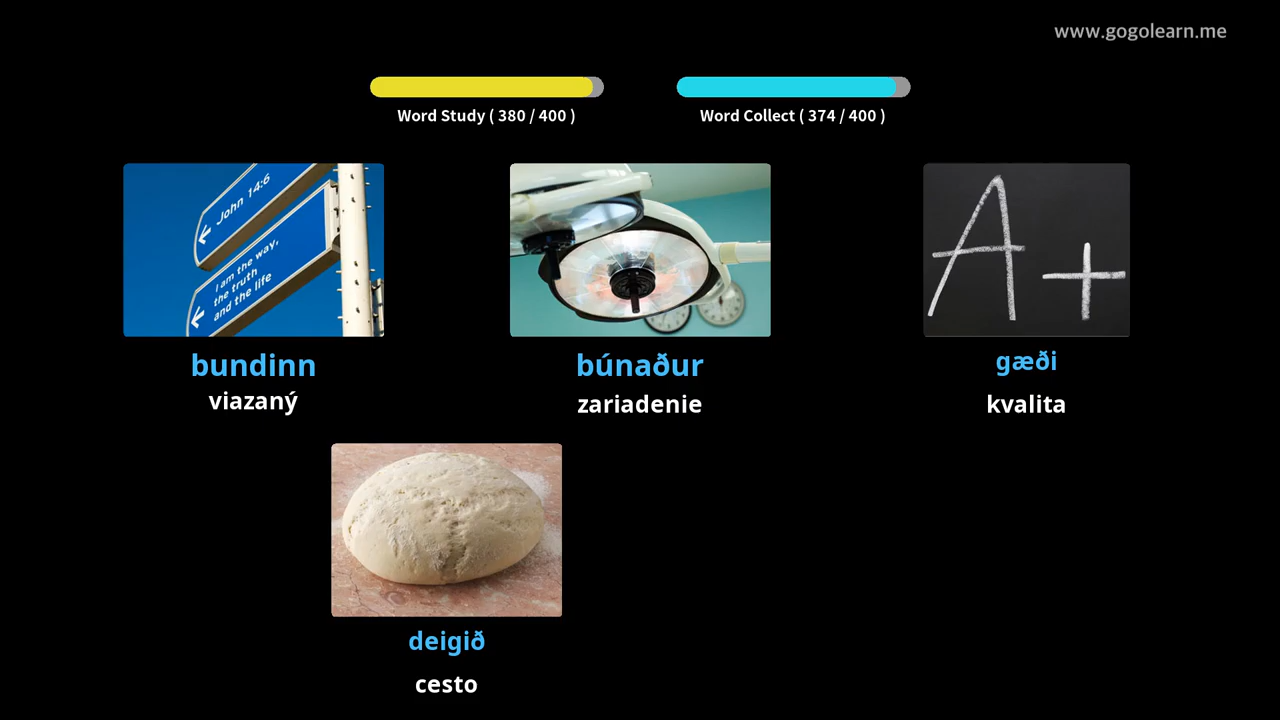 www.gogolearn.me
Word Study ( 380 / 400 )
Word Collect ( 374 / 400 )
John 14:6
I am the way,
the truth
and the life
A+
bundinn
viazaný
búnaður
zariadenie
gæði
kvalita
deigið
cesto